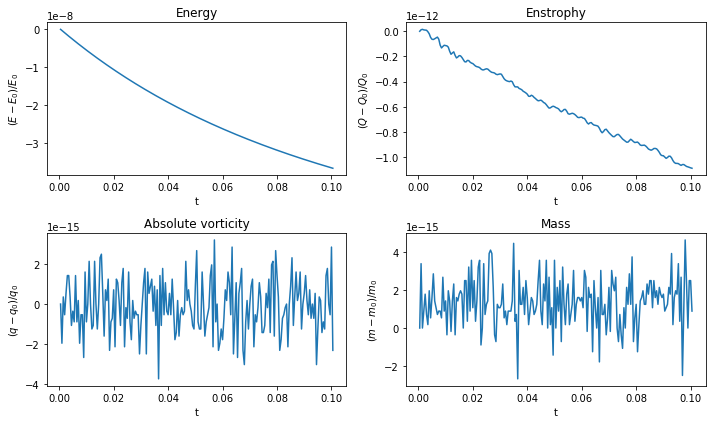 Energy
1e−8
0
−1
−2
−3
(E − E₀)/E₀
0.00 0.02 0.04 0.06 0.08 0.10
t
Enstrophy
1e−12
0.0
−0.2
−0.4
−0.6
−0.8
−1.0
(Q − Q₀)/Q₀
0.00 0.02 0.04 0.06 0.08 0.10
t
Absolute vorticity
1e−15
2
0
−2
−4
(q − q₀)/q₀
0.00 0.02 0.04 0.06 0.08 0.10
t
Mass
1e−15
4
2
0
−2
(m − m₀)/m₀
0.00 0.02 0.04 0.06 0.08 0.10
t